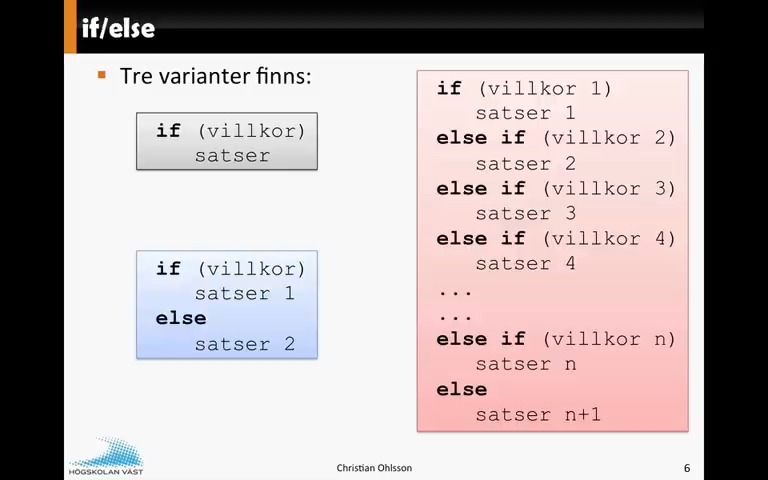 if/else
Tre varianter finns:
if (villkor)
satser
if (villkor)
satser 1
else
satser 2
if (villkor 1)
satser 1
else if (villkor 2)
satser 2
else if (villkor 3)
satser 3
else if (villkor 4)
satser 4
...
...
else if (villkor n)
satser n
else
satser n+1
HÖGSKOLAN VÄST
Christian Ohlsson
6